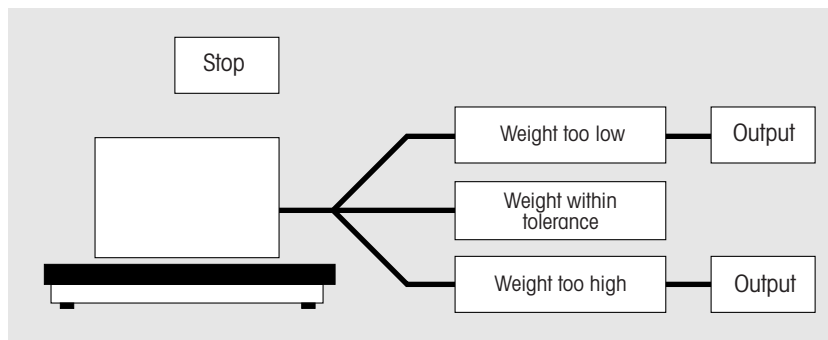 Stop
Weight too low
Output
Weight within
tolerance
Weight too high
Output